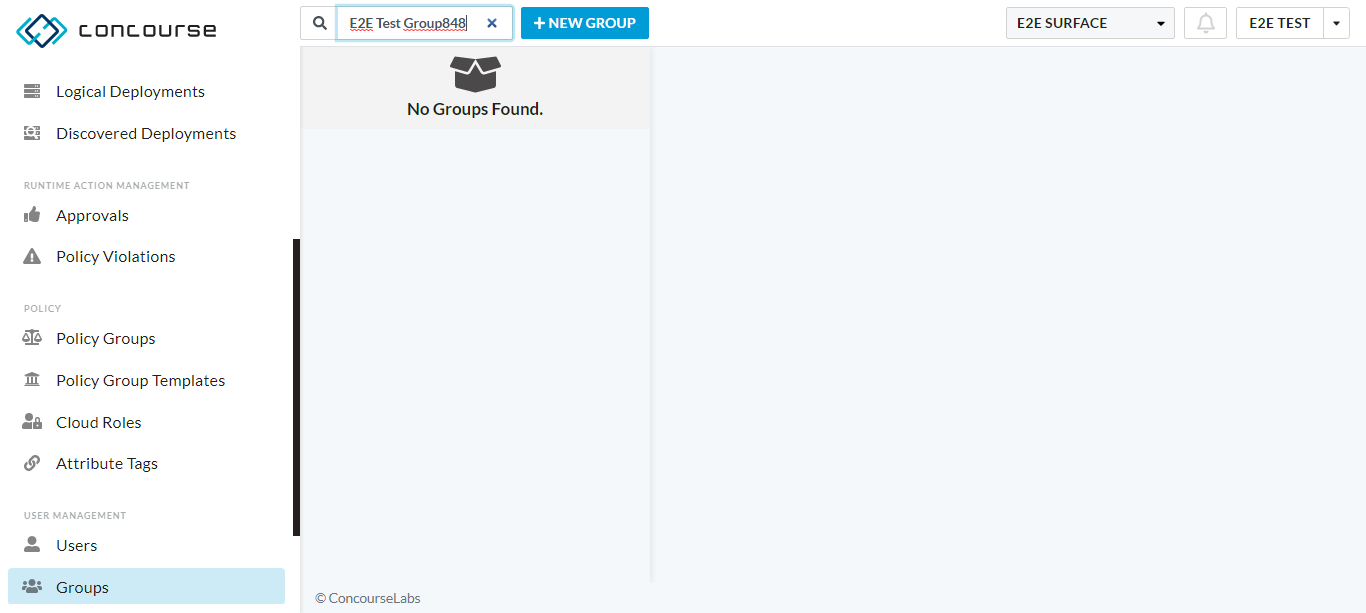 concourse
E2E Test Group848
NEW GROUP
E2E SURFACE
E2E TEST
Logical Deployments
Discovered Deployments
RUNTIME ACTION MANAGEMENT
Approvals
Policy Violations
POLICY
Policy Groups
Policy Group Templates
Cloud Roles
Attribute Tags
USER MANAGEMENT
Users
Groups
No Groups Found.
© ConcourseLabs